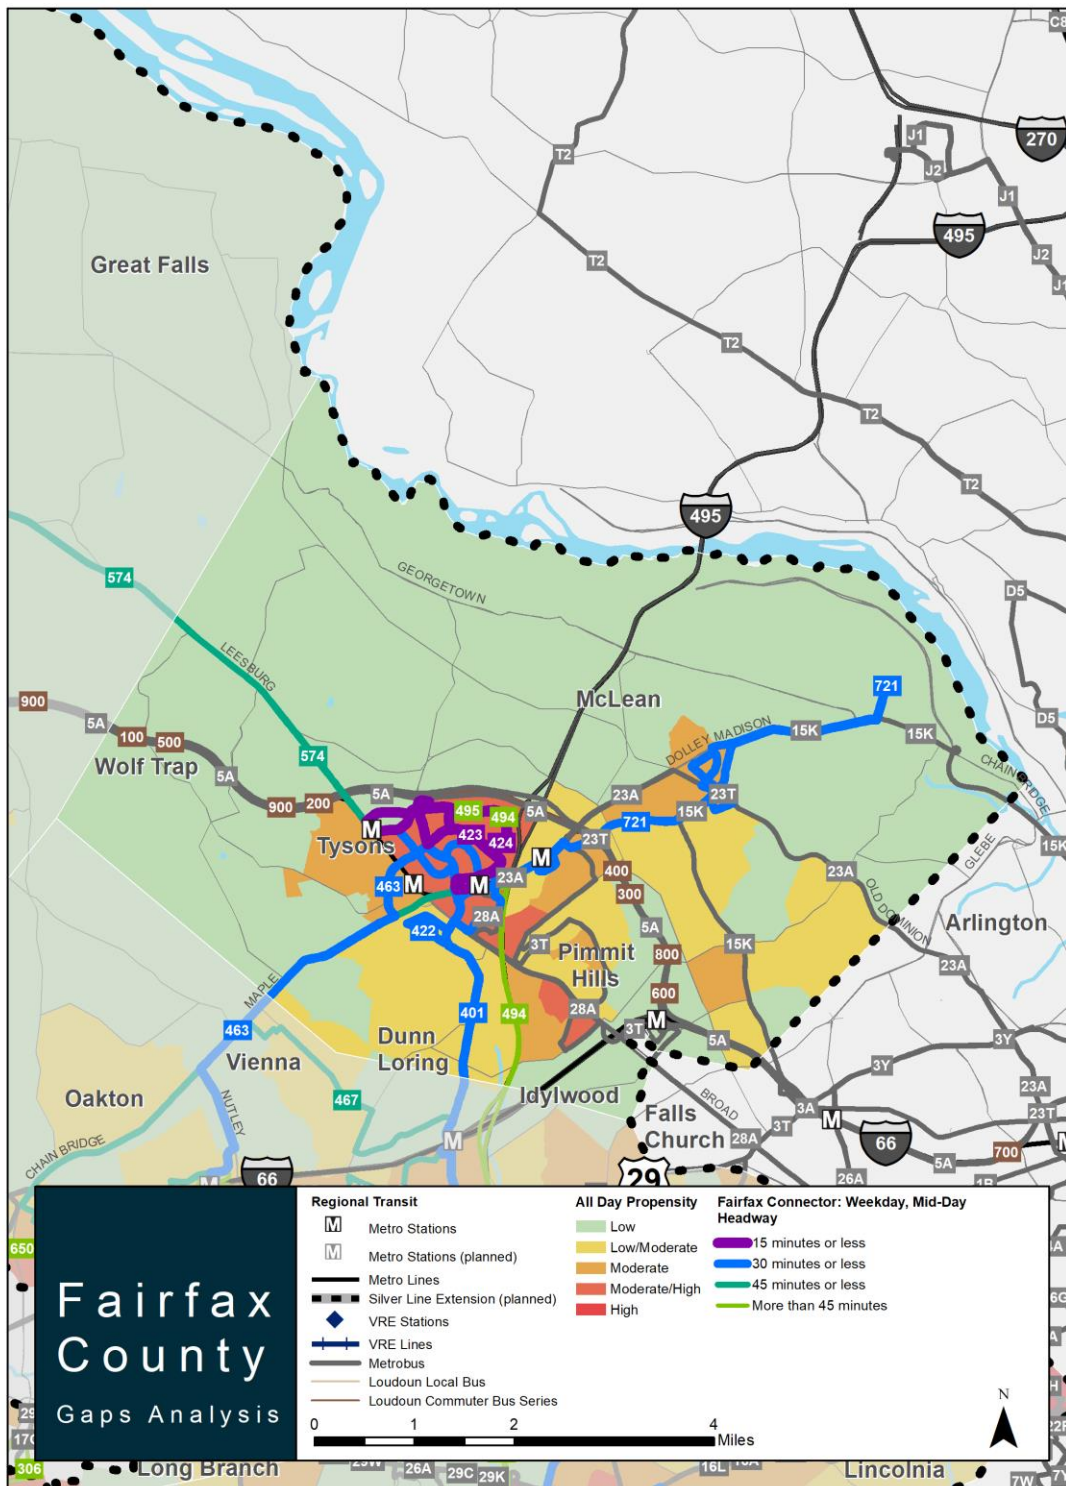 C8
270
J1
J2
T2
J1
495
J2
T2
J1
Great Falls
T2
T2
T2
495
574
GEORGETOWN
D5
LEESBURG
McLean
721
900
5A
100
500
D5
DOLLEY MADISON
15K
15K
574
Wolf Trap
5A
CHAIN BRIDGE
5A
23A
23T
900
200
495
494
5A
15K
721
Tysons
423
424
23T
GLEBE
15K
463
23A
400
300
23A
OLD DOMINION
28A
5A
Arlington
422
3T
15K
Pimmit
Hills
800
23A
MAPLE
600
463
401
494
28A
3T
5A
Dunn
Loring
3Y
Vienna
3Y
Oakton
467
Idylwood
23A
NUTLEY
BROAD
3A
23T
Falls
Church
3T
28A
66
700
CHAIN BRIDGE
5A
66
29
26A
1B
650
Fairfax
County
Gaps Analysis
Regional Transit
M Metro Stations
M Metro Stations (planned)
Metro Lines
Silver Line Extension (planned)
VRE Stations
VRE Lines
Metrobus
Loudoun Local Bus
Loudoun Commuter Bus Series
All Day Propensity
Low
Low/Moderate
Moderate
Moderate/High
High
Fairfax Connector: Weekday, Mid-Day
Headway
15 minutes or less
30 minutes or less
45 minutes or less
More than 45 minutes
0 1 2 4
Miles
N
306
Long Branch
26A
29C
29K
16L
Lincolnia
7W